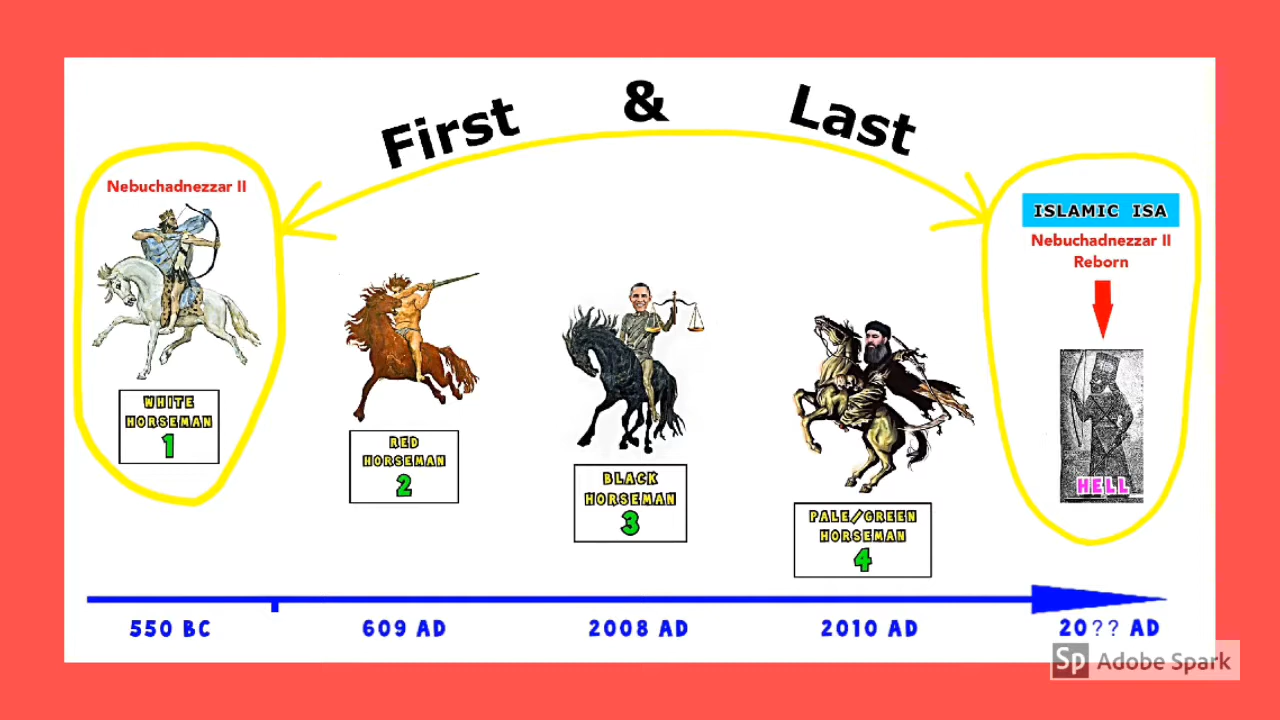 First & Last
Nebuchadnezzar II
ISLAMIC ISA
Nebuchadnezzar II
Reborn
WHITE
HORSEMAN
1
RED
HORSEMAN
2
BLACK
HORSEMAN
3
PALE/GREEN
HORSEMAN
4
HELL
550 BC
609 AD
2008 AD
2010 AD
20?? AD
Sp Adobe Spark